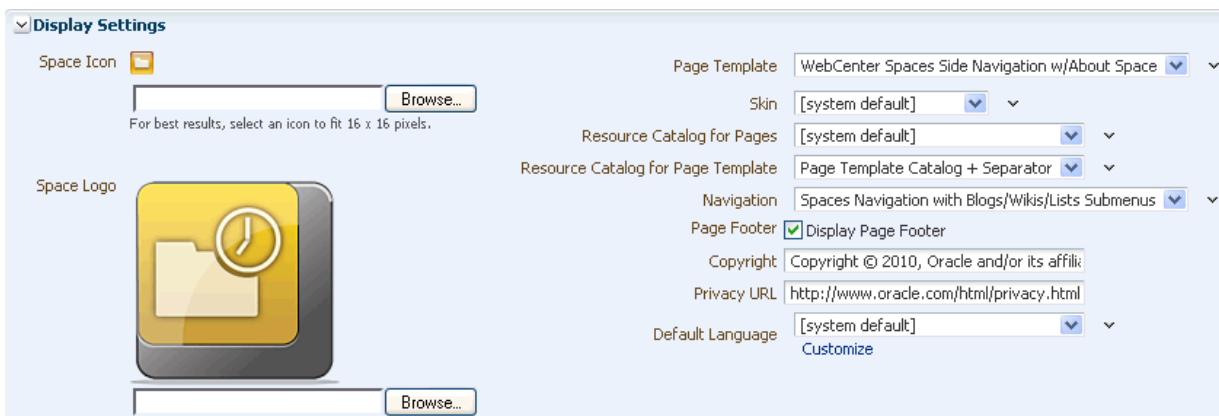 Display Settings
Space Icon
Browse...
For best results, select an icon to fit 16 x 16 pixels.
Space Logo
Browse...
Page Template WebCenter Spaces Side Navigation w/About Space
Skin [system default]
Resource Catalog for Pages [system default]
Resource Catalog for Page Template Page Template Catalog + Separator
Navigation Spaces Navigation with Blogs/Wikis/Lists Submenus
Page Footer Display Page Footer
Copyright Copyright © 2010, Oracle and/or its affilia
Privacy URL http://www.oracle.com/html/privacy.html
Default Language [system default]
Customize